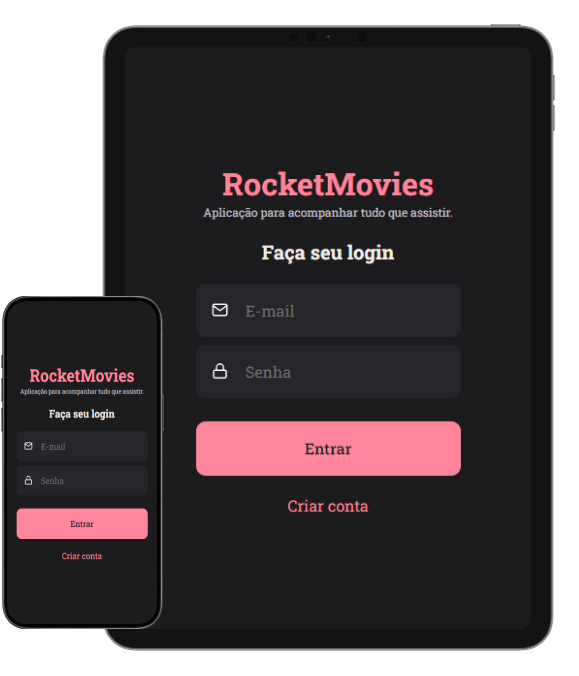 RocketMovies
Aplicação para acompanhar tudo que assistir.
Faça seu login
E-mail
Senha
Entrar
Criar conta
RocketMovies
Aplicação para acompanhar tudo que assistir.
Faça seu login
E-mail
Senha
Entrar
Criar conta